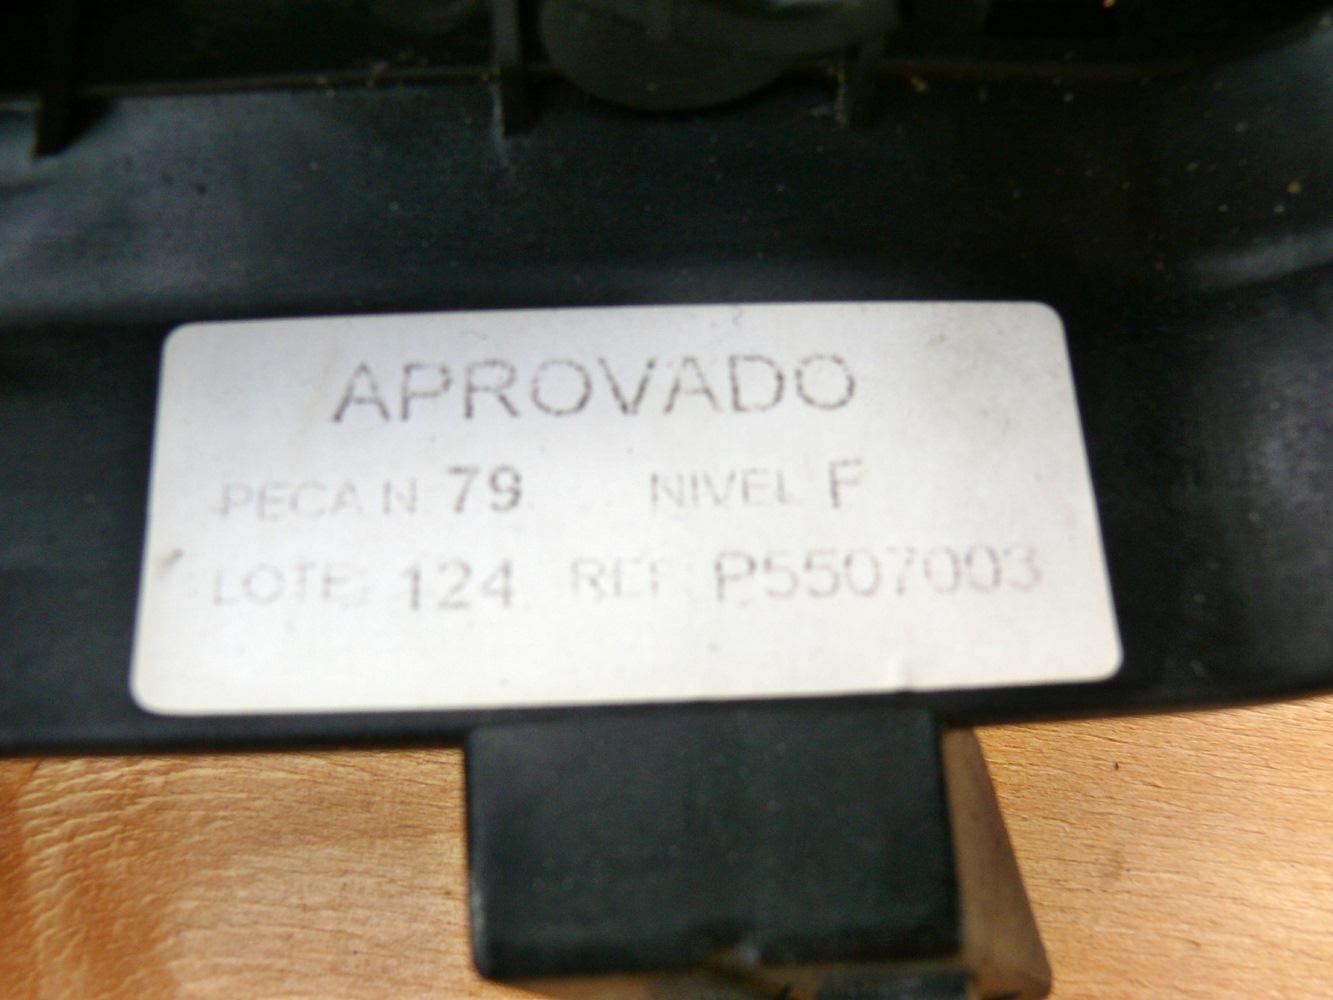 APROVADO
PECA N. 79 NIVEL F
LOTE: 124 REF: P5507003